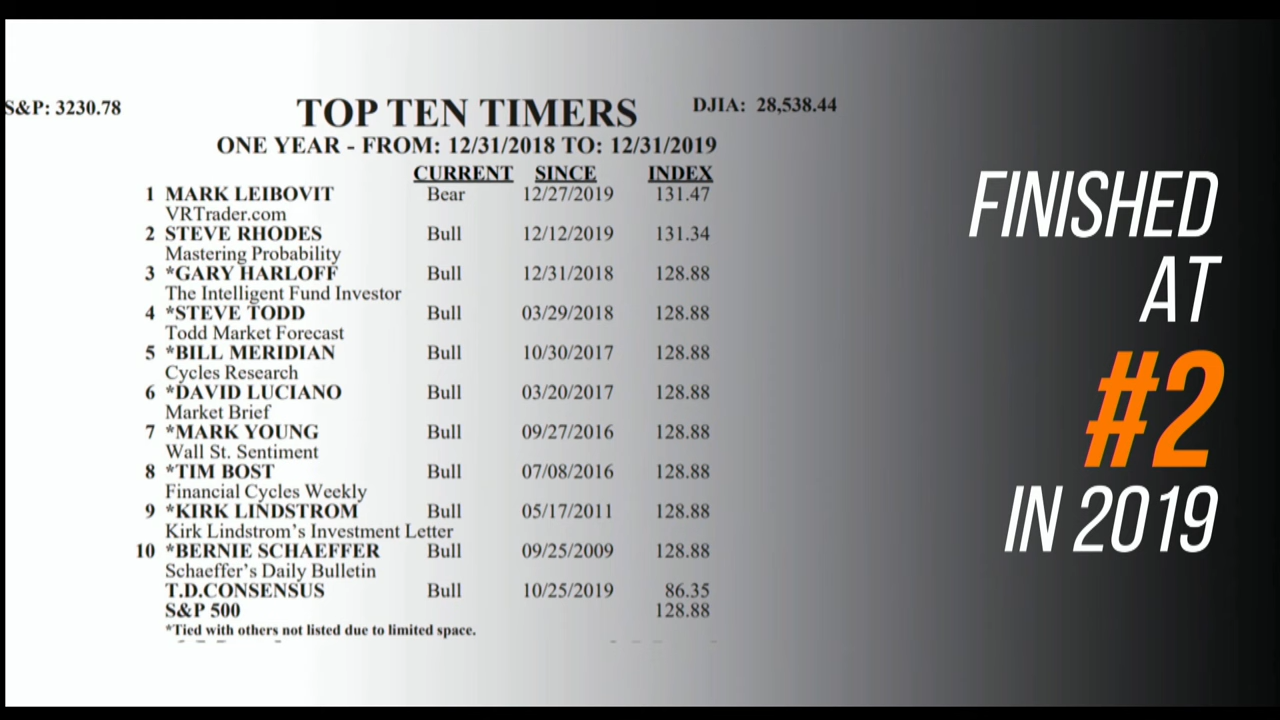 S&P: 3230.78
TOP TEN TIMERS
DJIA: 28,538.44
ONE YEAR - FROM: 12/31/2018 TO: 12/31/2019
CURRENT SINCE INDEX
1 MARK LEIBOVIT Bear 12/27/2019 131.47
VRTrader.com
2 STEVE RHODES Bull 12/12/2019 131.34
Mastering Probability
3 *GARY HARLOFF Bull 12/31/2018 128.88
The Intelligent Fund Investor
4 *STEVE TODD Bull 03/29/2018 128.88
Todd Market Forecast
5 *BILL MERIDIAN Bull 10/30/2017 128.88
Cycles Research
6 *DAVID LUCIANO Bull 03/20/2017 128.88
Market Brief
7 *MARK YOUNG Bull 09/27/2016 128.88
Wall St. Sentiment
8 *TIM BOST Bull 07/08/2016 128.88
Financial Cycles Weekly
9 *KIRK LINDSTROM Bull 05/17/2011 128.88
Kirk Lindstrom's Investment Letter
10 *BERNIE SCHAEFFER Bull 09/25/2009 128.88
Schaeffer's Daily Bulletin
T.D.CONSENSUS Bull 10/25/2019 86.35
S&P 500 128.88
*Tied with others not listed due to limited space.
FINISHED
AT
#2
IN 2019